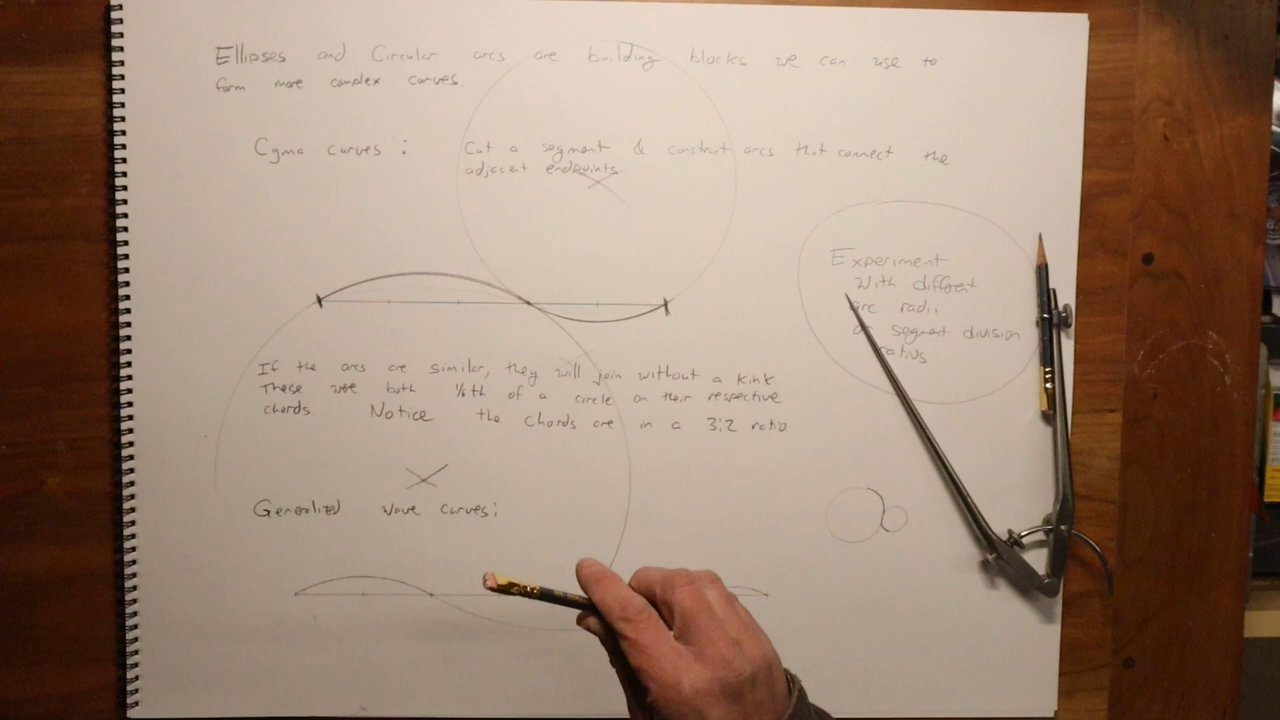 Ellipses and Circular arcs are building blocks we can use to
form more complex curves.
Cyma curves : Cut a segment & construct arcs that connect the
adjacent endpoints
Experiment
With different
arc radii
or segment division
ratios
If the arcs are similar, they will join without a kink.
These were both 1/6th of a circle on their respective
chords. Notice the chords are in a 3:2 ratio
Generalized wave curves: